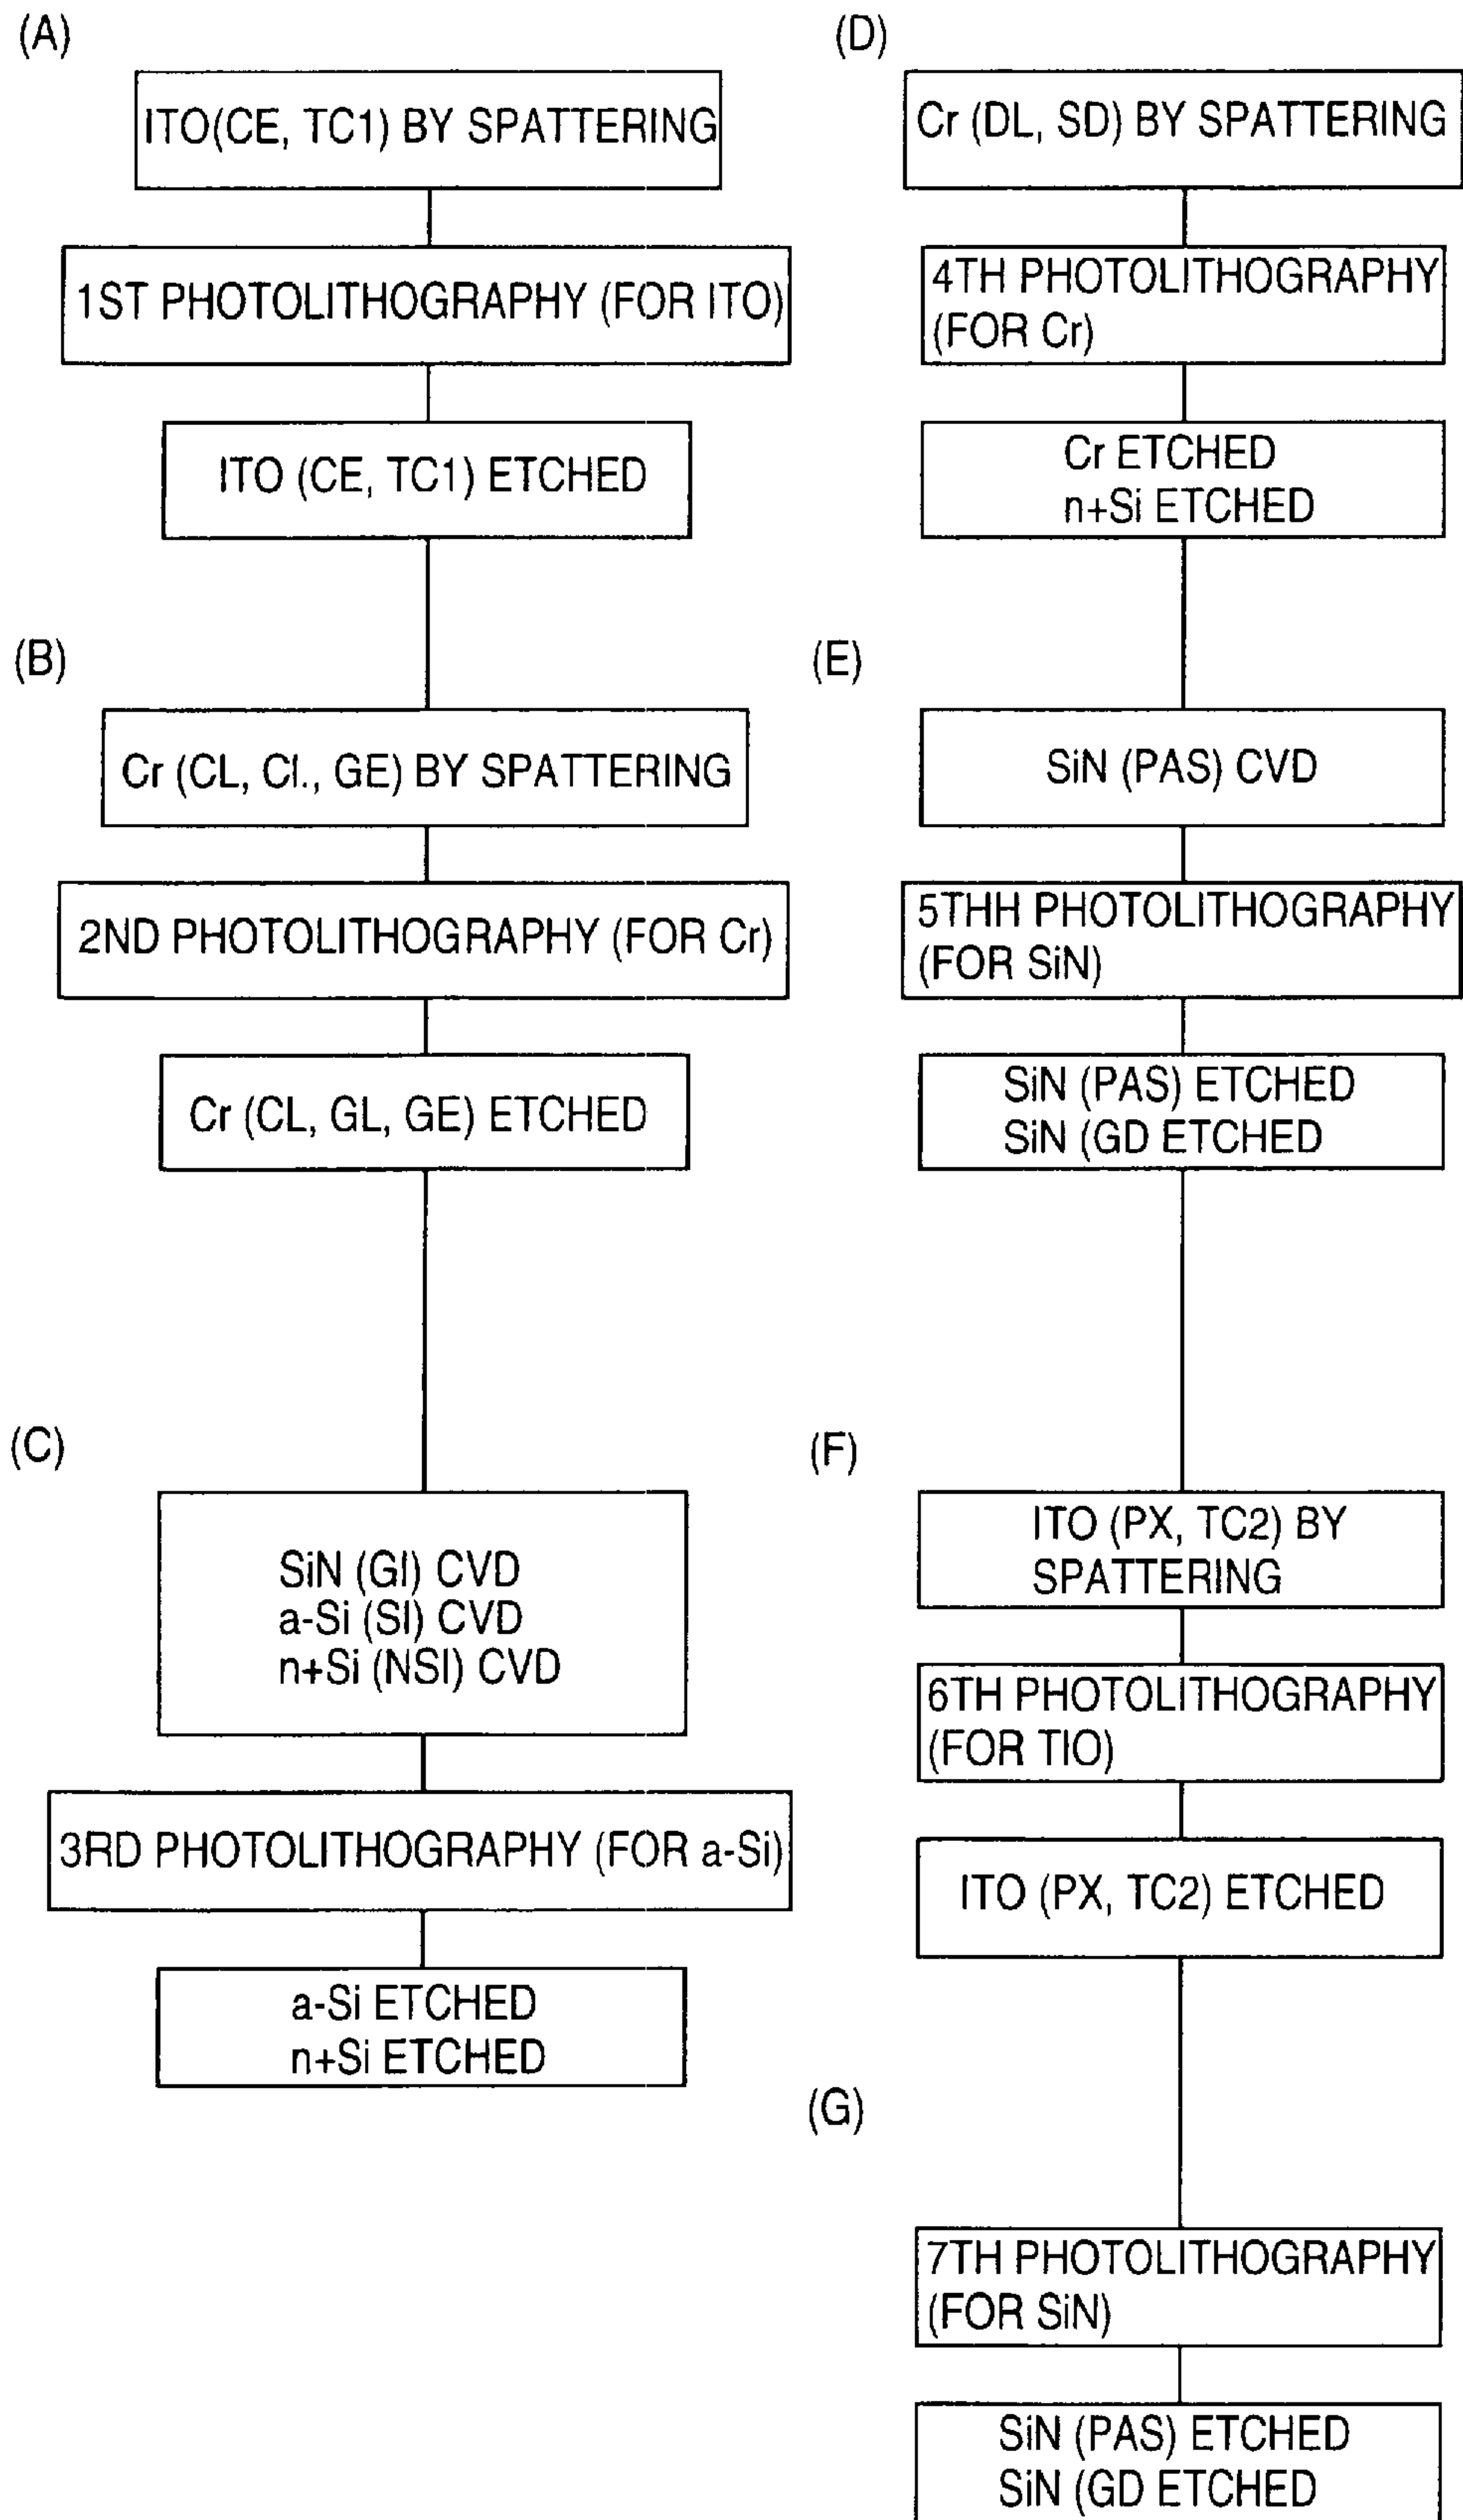 (A)
ITO(CE, TC1) BY SPATTERING
1ST PHOTOLITHOGRAPHY (FOR ITO)
ITO (CE, TC1) ETCHED
(B)
Cr (CL, Cl., GE) BY SPATTERING
2ND PHOTOLITHOGRAPHY (FOR Cr)
Cr (CL, GL, GE) ETCHED
(C)
SiN (GI) CVD
a-Si (SI) CVD
n+Si (NSI) CVD
3RD PHOTOLITHOGRAPHY (FOR a-Si)
a-Si ETCHED
n+Si ETCHED
(D)
Cr (DL, SD) BY SPATTERING
4TH PHOTOLITHOGRAPHY
(FOR Cr)
Cr ETCHED
n+Si ETCHED
(E)
SiN (PAS) CVD
5THH PHOTOLITHOGRAPHY
(FOR SiN)
SiN (PAS) ETCHED
SiN (GD ETCHED
(F)
ITO (PX, TC2) BY
SPATTERING
6TH PHOTOLITHOGRAPHY
(FOR TIO)
ITO (PX, TC2) ETCHED
(G)
7TH PHOTOLITHOGRAPHY
(FOR SiN)
SiN (PAS) ETCHED
SiN (GD ETCHED